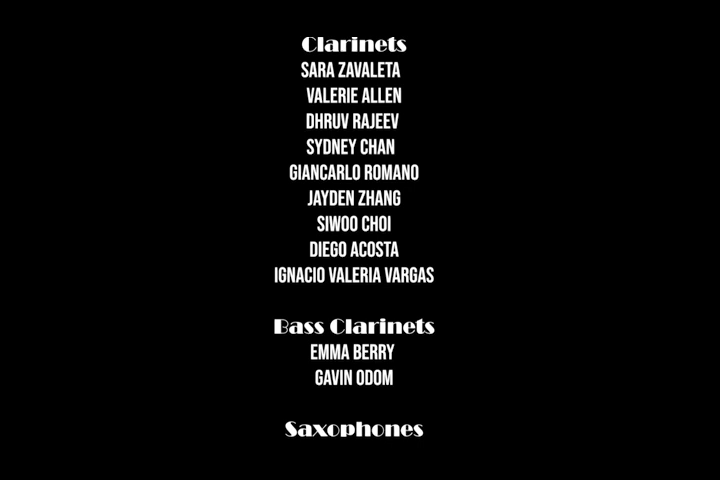 Clarinets
SARA ZAVALETA
VALERIE ALLEN
DHRUV RAJEEV
SYDNEY CHAN
GIANCARLO ROMANO
JAYDEN ZHANG
SIWOO CHOI
DIEGO ACOSTA
IGNACIO VALERIA VARGAS
Bass Clarinets
EMMA BERRY
GAVIN ODOM
Saxophones